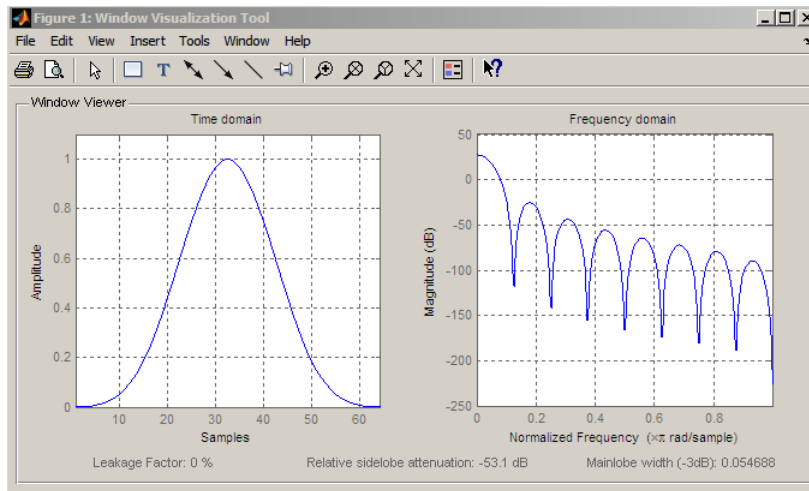 Figure 1: Window Visualization Tool
File Edit View Insert Tools Window Help
T
Window Viewer
Time domain
1
0.8
0.6
0.4
0.2
0
10 20 30 40 50 60
Amplitude
Samples
Frequency domain
50
0
-50
-100
-150
-200
-250
0 0.2 0.4 0.6 0.8
Magnitude (dB)
Normalized Frequency (×π rad/sample)
Leakage Factor: 0 % Relative sidelobe attenuation: -53.1 dB Mainlobe width (-3dB): 0.054688